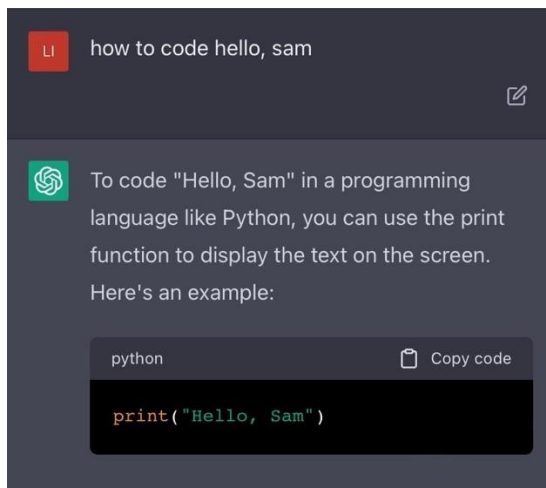 LI
how to code hello, sam
To code "Hello, Sam" in a programming
language like Python, you can use the print
function to display the text on the screen.
Here's an example:
python Copy code
print("Hello, Sam")